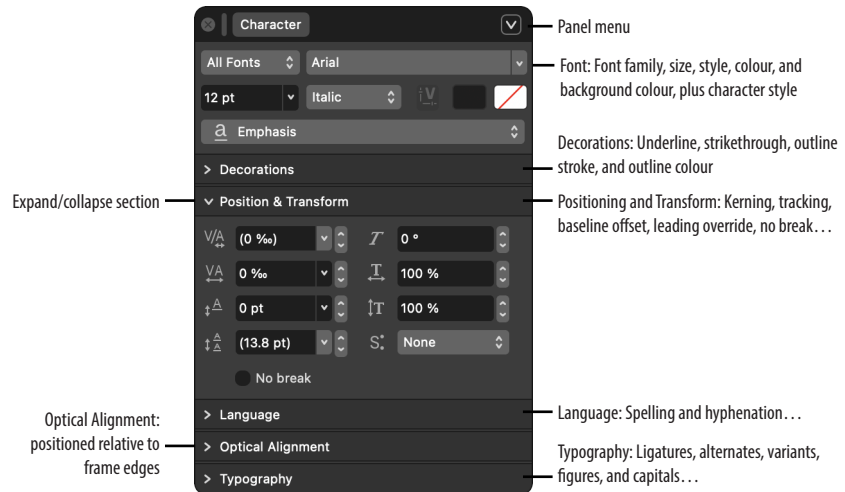 Character
Panel menu
All Fonts Arial
Font: Font family, size, style, colour, and
background colour, plus character style
12 pt Italic
a Emphasis
Decorations: Underline, strikethrough, outline
stroke, and outline colour
Decorations
Expand/collapse section
Position & Transform
Positioning and Transform: Kerning, tracking,
baseline offset, leading override, no break…
V/A (0 ‰) T 0 °
VA 0 ‰ T 100 %
A 0 pt T 100 %
A A (13.8 pt) S None
No break
Language
Language: Spelling and hyphenation…
Optical Alignment:
positioned relative to
frame edges
Optical Alignment
Typography: Ligatures, alternates, variants,
figures, and capitals…
Typography